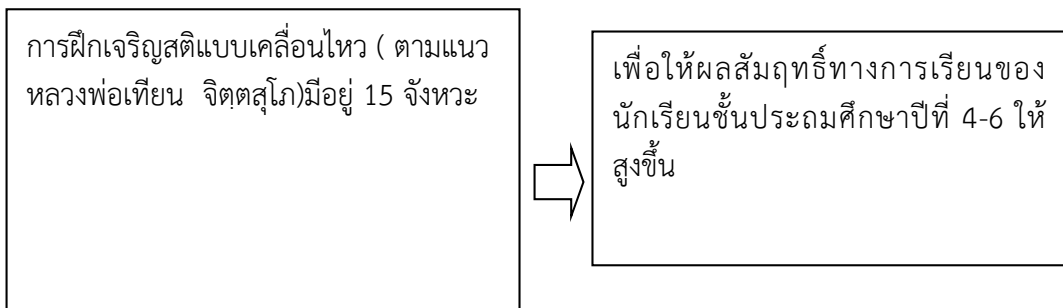 การฝึกเจริญสติแบบเคลื่อนไหว ( ตามแนว
หลวงพ่อเทียน จิตฺตสุโภ)มีอยู่ 15 จังหวะ
เพื่อให้ผลสัมฤทธิ์ทางการเรียนของ
นักเรียนชั้นประถมศึกษาปีที่ 4-6 ให้
สูงขึ้น